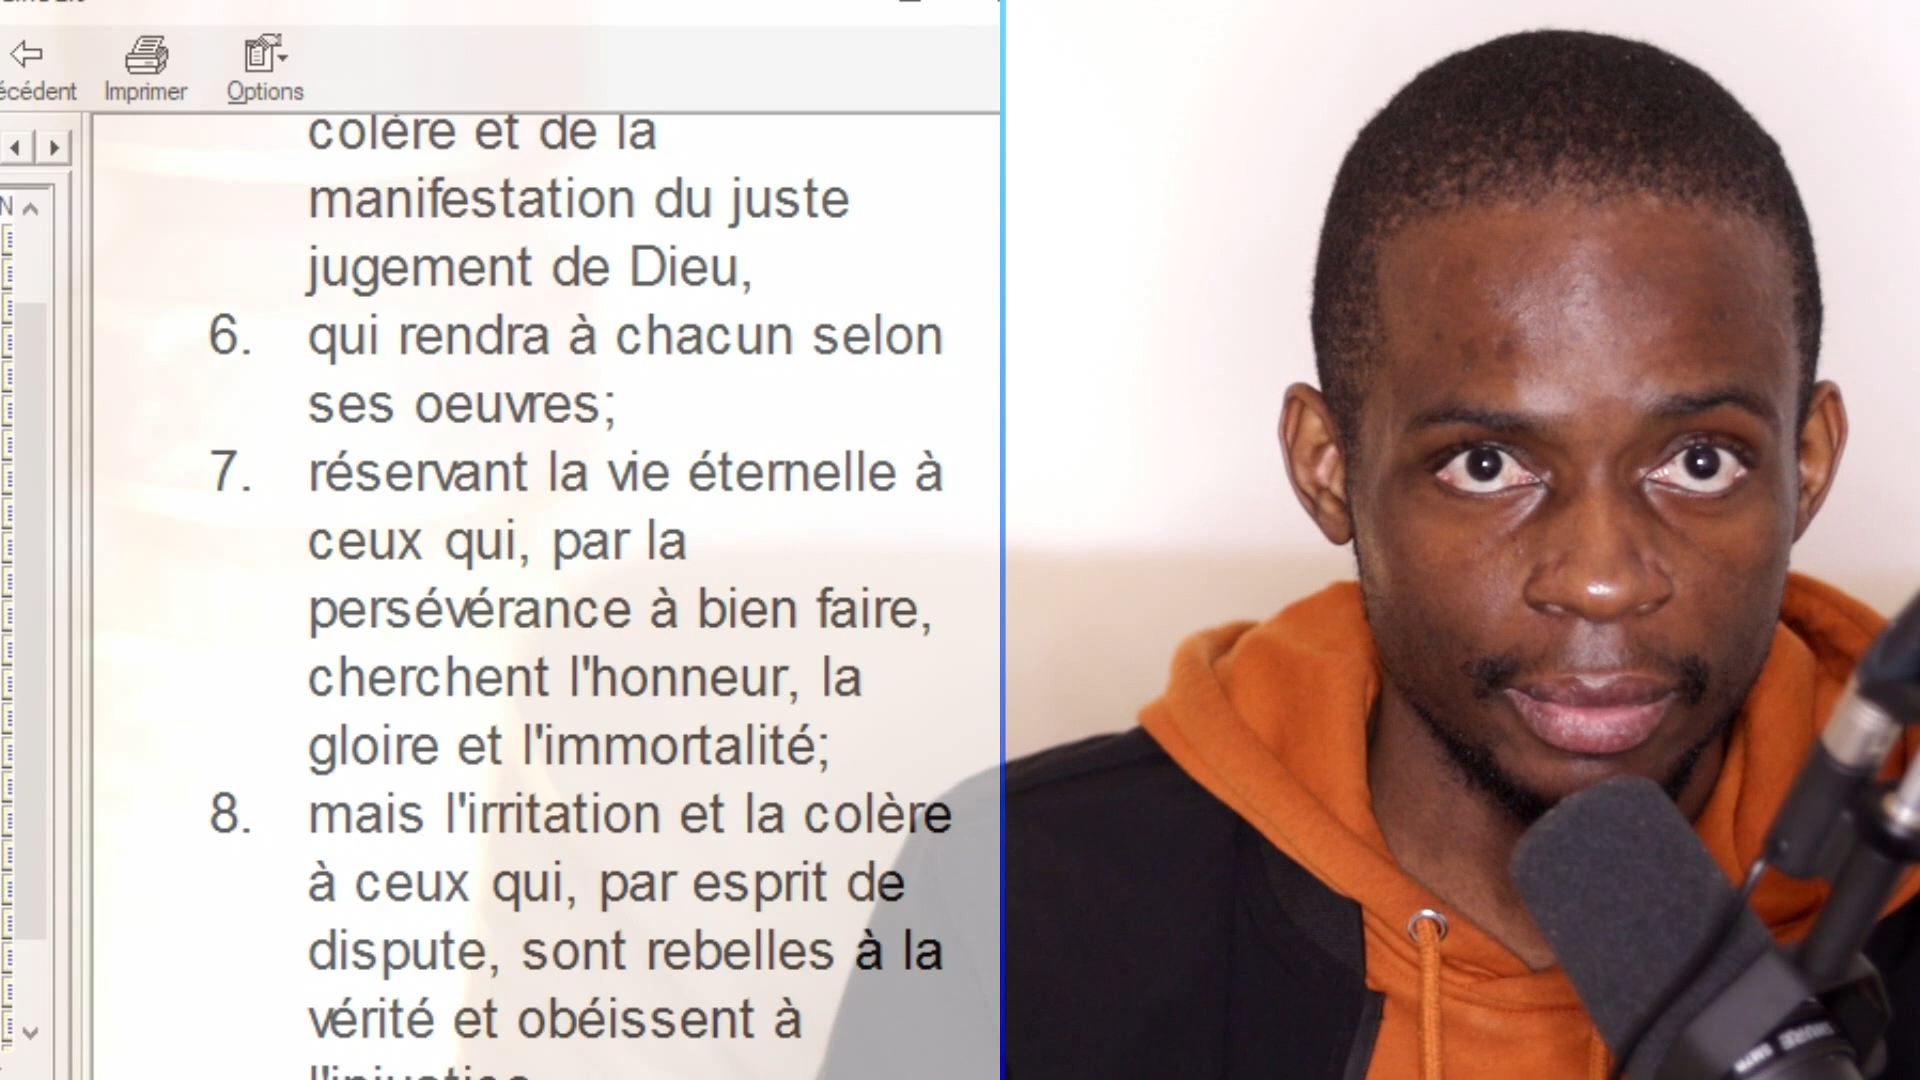 écédent
Imprimer
Options
N
colère et de la
manifestation du juste
jugement de Dieu,
6. qui rendra à chacun selon
ses oeuvres;
7. réservant la vie éternelle à
ceux qui, par la
persévérance à bien faire,
cherchent l'honneur, la
gloire et l'immortalité;
8. mais l'irritation et la colère
à ceux qui, par esprit de
dispute, sont rebelles à la
vérité et obéissent à
l'injustice
SHURE